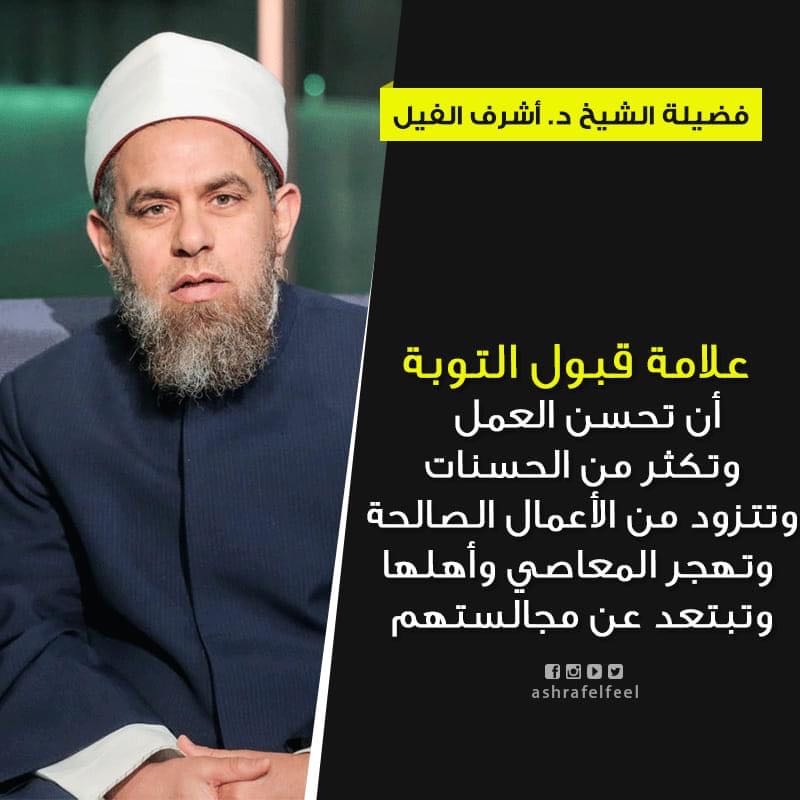 فضيلة الشيخ د. أشرف الفيل
علامة قبول التوبة
أن تحسن العمل
وتكثر من الحسنات
وتتزود من الأعمال الصالحة
وتهجر المعاصي وأهلها
وتبتعد عن مجالستهم
ashrafelfeel